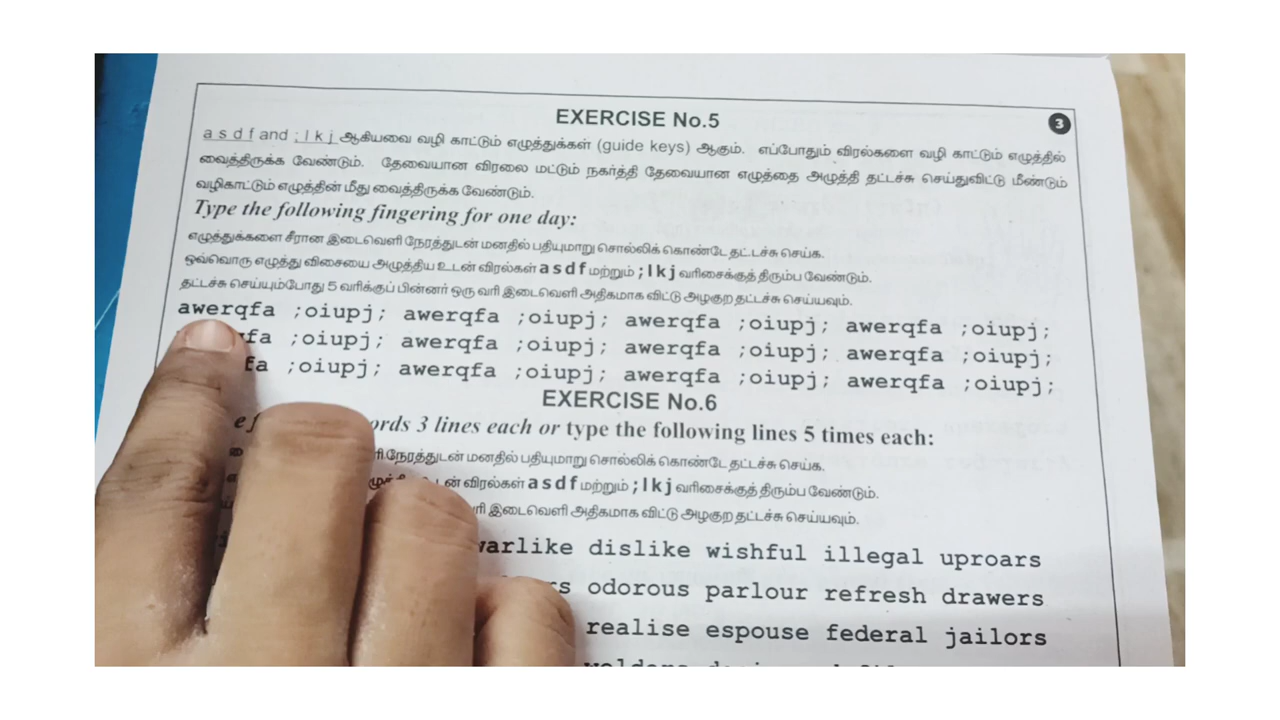 EXERCISE No.5
3
a s d f and ; l k j ஆகியவை வழி காட்டும் எழுத்துக்கள் (guide keys) ஆகும். எப்போதும் விரல்களை வழி காட்டும் எழுத்தில்
வைத்திருக்க வேண்டும். தேவையான விரலை மட்டும் நகர்த்தி தேவையான எழுத்தை அழுத்தி தட்டச்சு செய்துவிட்டு மீண்டும்
வழிகாட்டும் எழுத்தின் மீது வைத்திருக்க வேண்டும்.
Type the following fingering for one day:
எழுத்துக்களை சீரான இடைவெளி நேரத்துடன் மனதில் பதியுமாறு சொல்லிக் கொண்டே தட்டச்சு செய்க.
ஒவ்வொரு எழுத்து விசையை அழுத்திய உடன் விரல்கள் a s d f மற்றும் ; l k j வரிசைக்குத் திரும்ப வேண்டும்.
தட்டச்சு செய்யும்போது 5 வரிக்குப் பின்னர் ஒரு வரி இடைவெளி அதிகமாக விட்டு அழகுற தட்டச்சு செய்யவும்.
awerqfa ;oiupj; awerqfa ;oiupj; awerqfa ;oiupj; awerqfa ;oiupj;
;oiupj; awerqfa ;oiupj; awerqfa ;oiupj; awerqfa ;oiupj;
;oiupj; awerqfa ;oiupj; awerqfa ;oiupj; awerqfa ;oiupj;
EXERCISE No.6
3 lines each or type the following lines 5 times each:
நேரத்துடன் மனதில் பதியுமாறு சொல்லிக் கொண்டே தட்டச்சு செய்க.
விரல்கள் a s d f மற்றும் ; l k j வரிசைக்குத் திரும்ப வேண்டும்.
இடைவெளி அதிகமாக விட்டு அழகுற தட்டச்சு செய்யவும்.
warlike dislike wishful illegal uproars
odorous parlour refresh drawers
realise espouse federal jailors